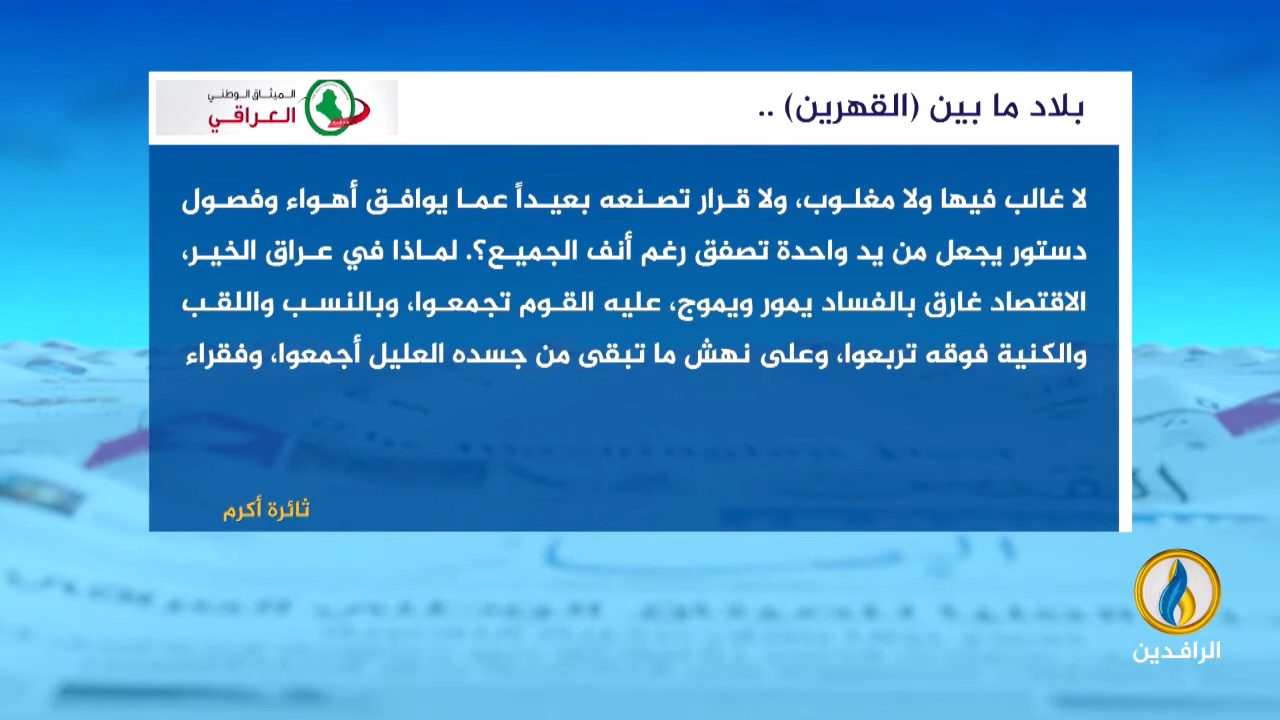 الميثاق الوطني
العراقي
بلاد ما بين (القهرين) ..
لا غالب فيها ولا مغلوب، ولا قرار تصنعه بعيداً عما يوافق أهواء وفصول
دستور يجعل من يد واحدة تصفق رغم أنف الجميع؟. لماذا في عراق الخير،
الاقتصاد غارق بالفساد يمور ويموج، عليه القوم تجمعوا، وبالنسب واللقب
والكنية فوقه تربعوا، وعلى نهش ما تبقى من جسده العليل أجمعوا، وفقراء
ثائرة أكرم
الرافدين